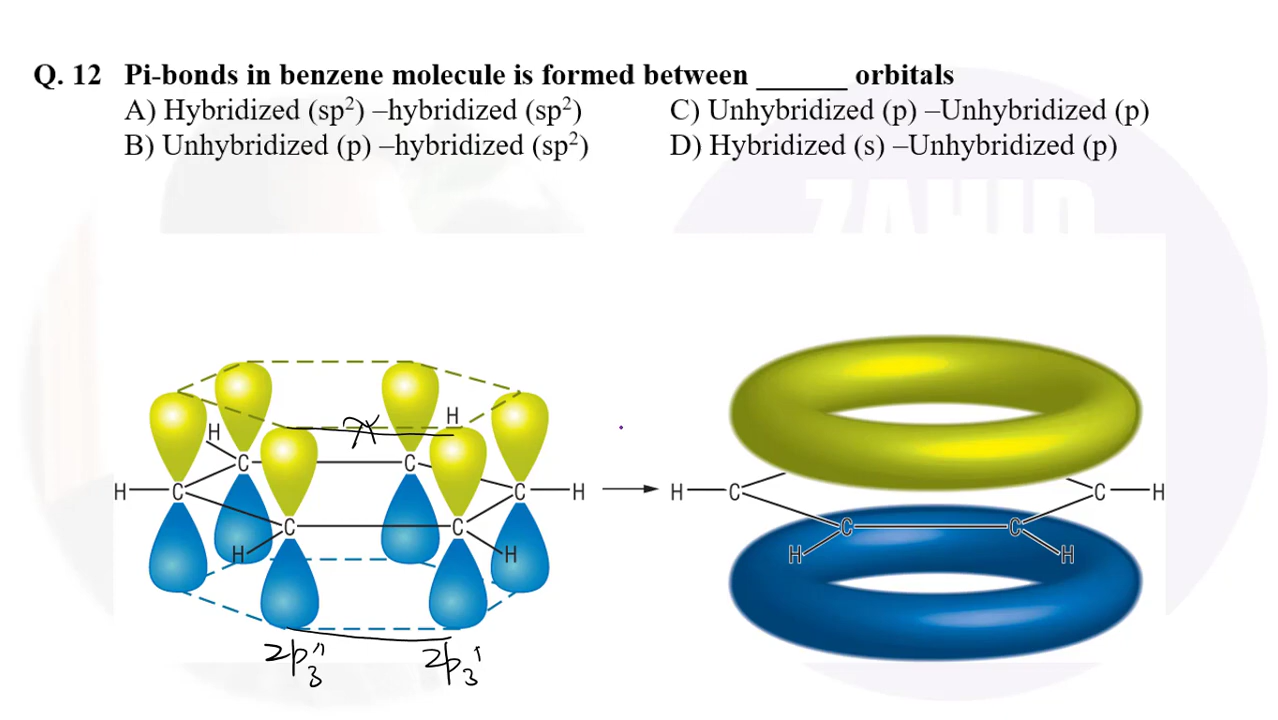 Q. 12 Pi-bonds in benzene molecule is formed between ______ orbitals
A) Hybridized (sp²) –hybridized (sp²) C) Unhybridized (p) –Unhybridized (p)
B) Unhybridized (p) –hybridized (sp²) D) Hybridized (s) –Unhybridized (p)
ZAHID
H H
π
C C
H C C H H C C H
C C C C
H H H H
2p
2p